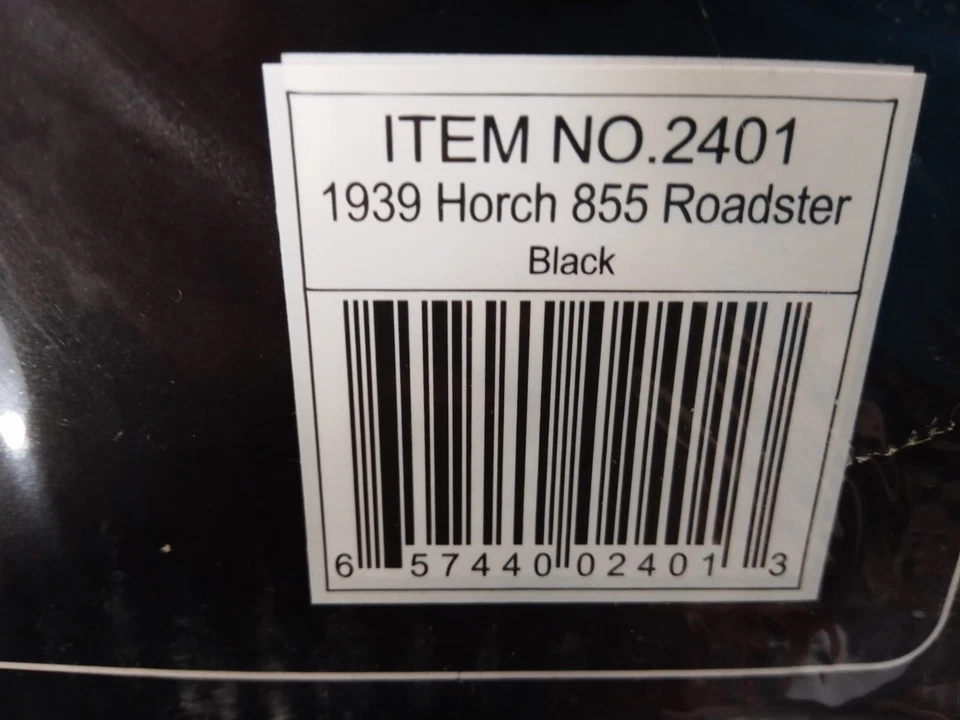 ITEM NO.2401
1939 Horch 855 Roadster
Black
6 57440 02401 3